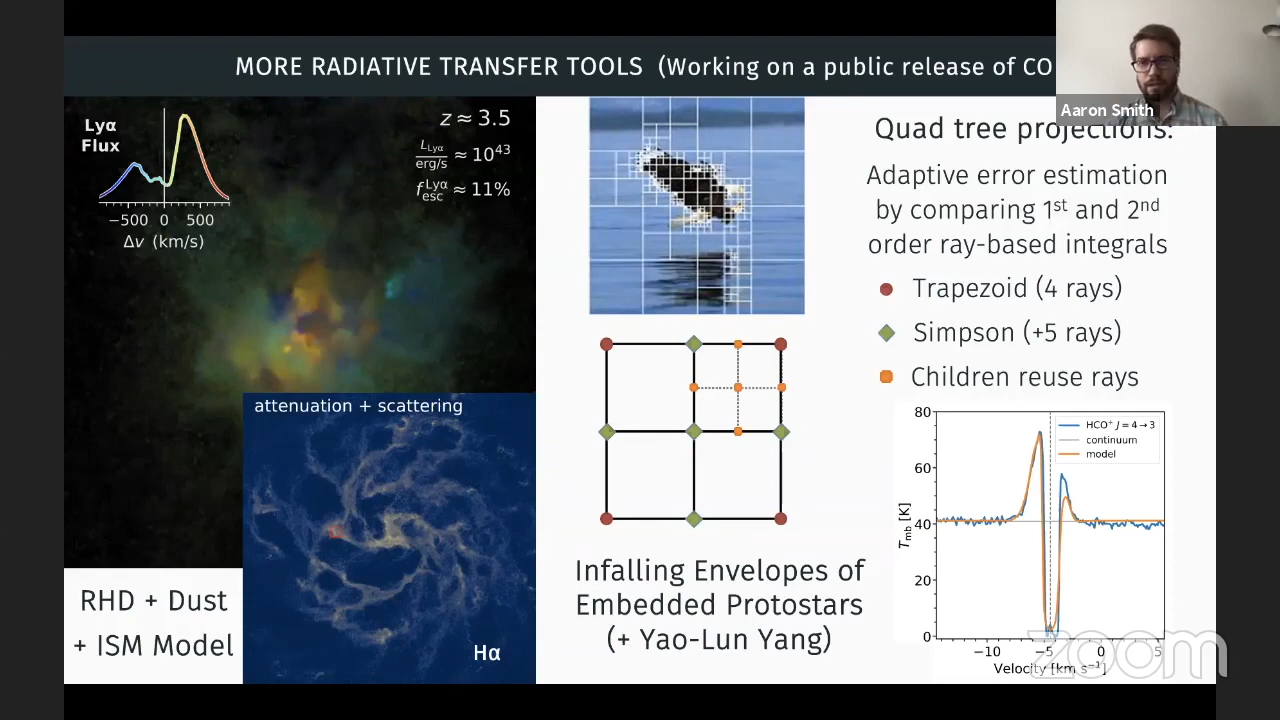 MORE RADIATIVE TRANSFER TOOLS (Working on a public release of CO
Aaron Smith
Lyα
Flux
−500 0 500
Δv (km/s)
z ≈ 3.5
L_Lyα / erg/s ≈ 10⁴³
f_esc^Lyα ≈ 11%
attenuation + scattering
Hα
RHD + Dust
+ ISM Model
Infalling Envelopes of
Embedded Protostars
(+ Yao-Lun Yang)
Quad tree projections:
Adaptive error estimation
by comparing 1ˢᵗ and 2ⁿᵈ
order ray-based integrals
Trapezoid (4 rays)
Simpson (+5 rays)
Children reuse rays
80
60
40
20
0
T_mb [K]
HCO⁺ J = 4 → 3
continuum
model
−10 −5 0 5
Velocity [km s⁻¹]
zoom